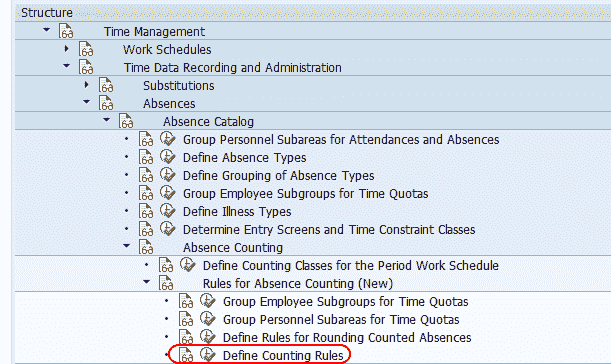 Structure
Time Management
Work Schedules
Time Data Recording and Administration
Substitutions
Absences
Absence Catalog
Group Personnel Subareas for Attendances and Absences
Define Absence Types
Define Grouping of Absence Types
Group Employee Subgroups for Time Quotas
Define Illness Types
Determine Entry Screens and Time Constraint Classes
Absence Counting
Define Counting Classes for the Period Work Schedule
Rules for Absence Counting (New)
Group Employee Subgroups for Time Quotas
Group Personnel Subareas for Time Quotas
Define Rules for Rounding Counted Absences
Define Counting Rules